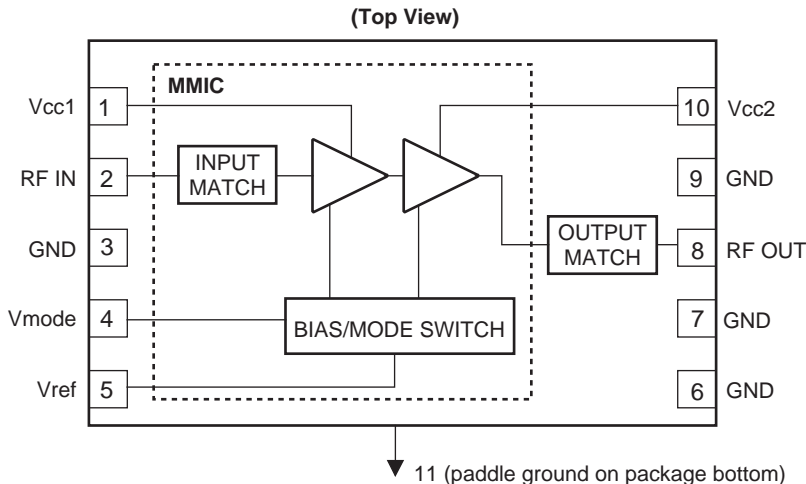 (Top View)
MMIC
Vcc1 1
10 Vcc2
RF IN 2
INPUT
MATCH
9 GND
GND 3
OUTPUT
MATCH
8 RF OUT
Vmode 4
BIAS/MODE SWITCH
7 GND
Vref 5
6 GND
11 (paddle ground on package bottom)